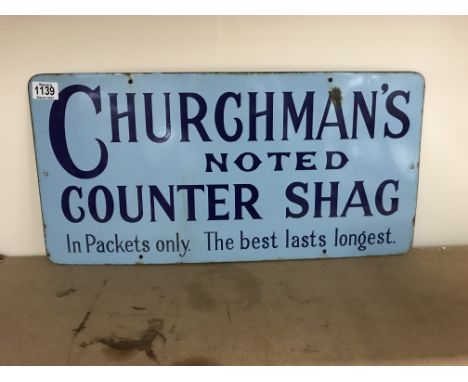 1139
CHURCHMAN'S
NOTED
COUNTER SHAG
In Packets only. The best lasts longest.